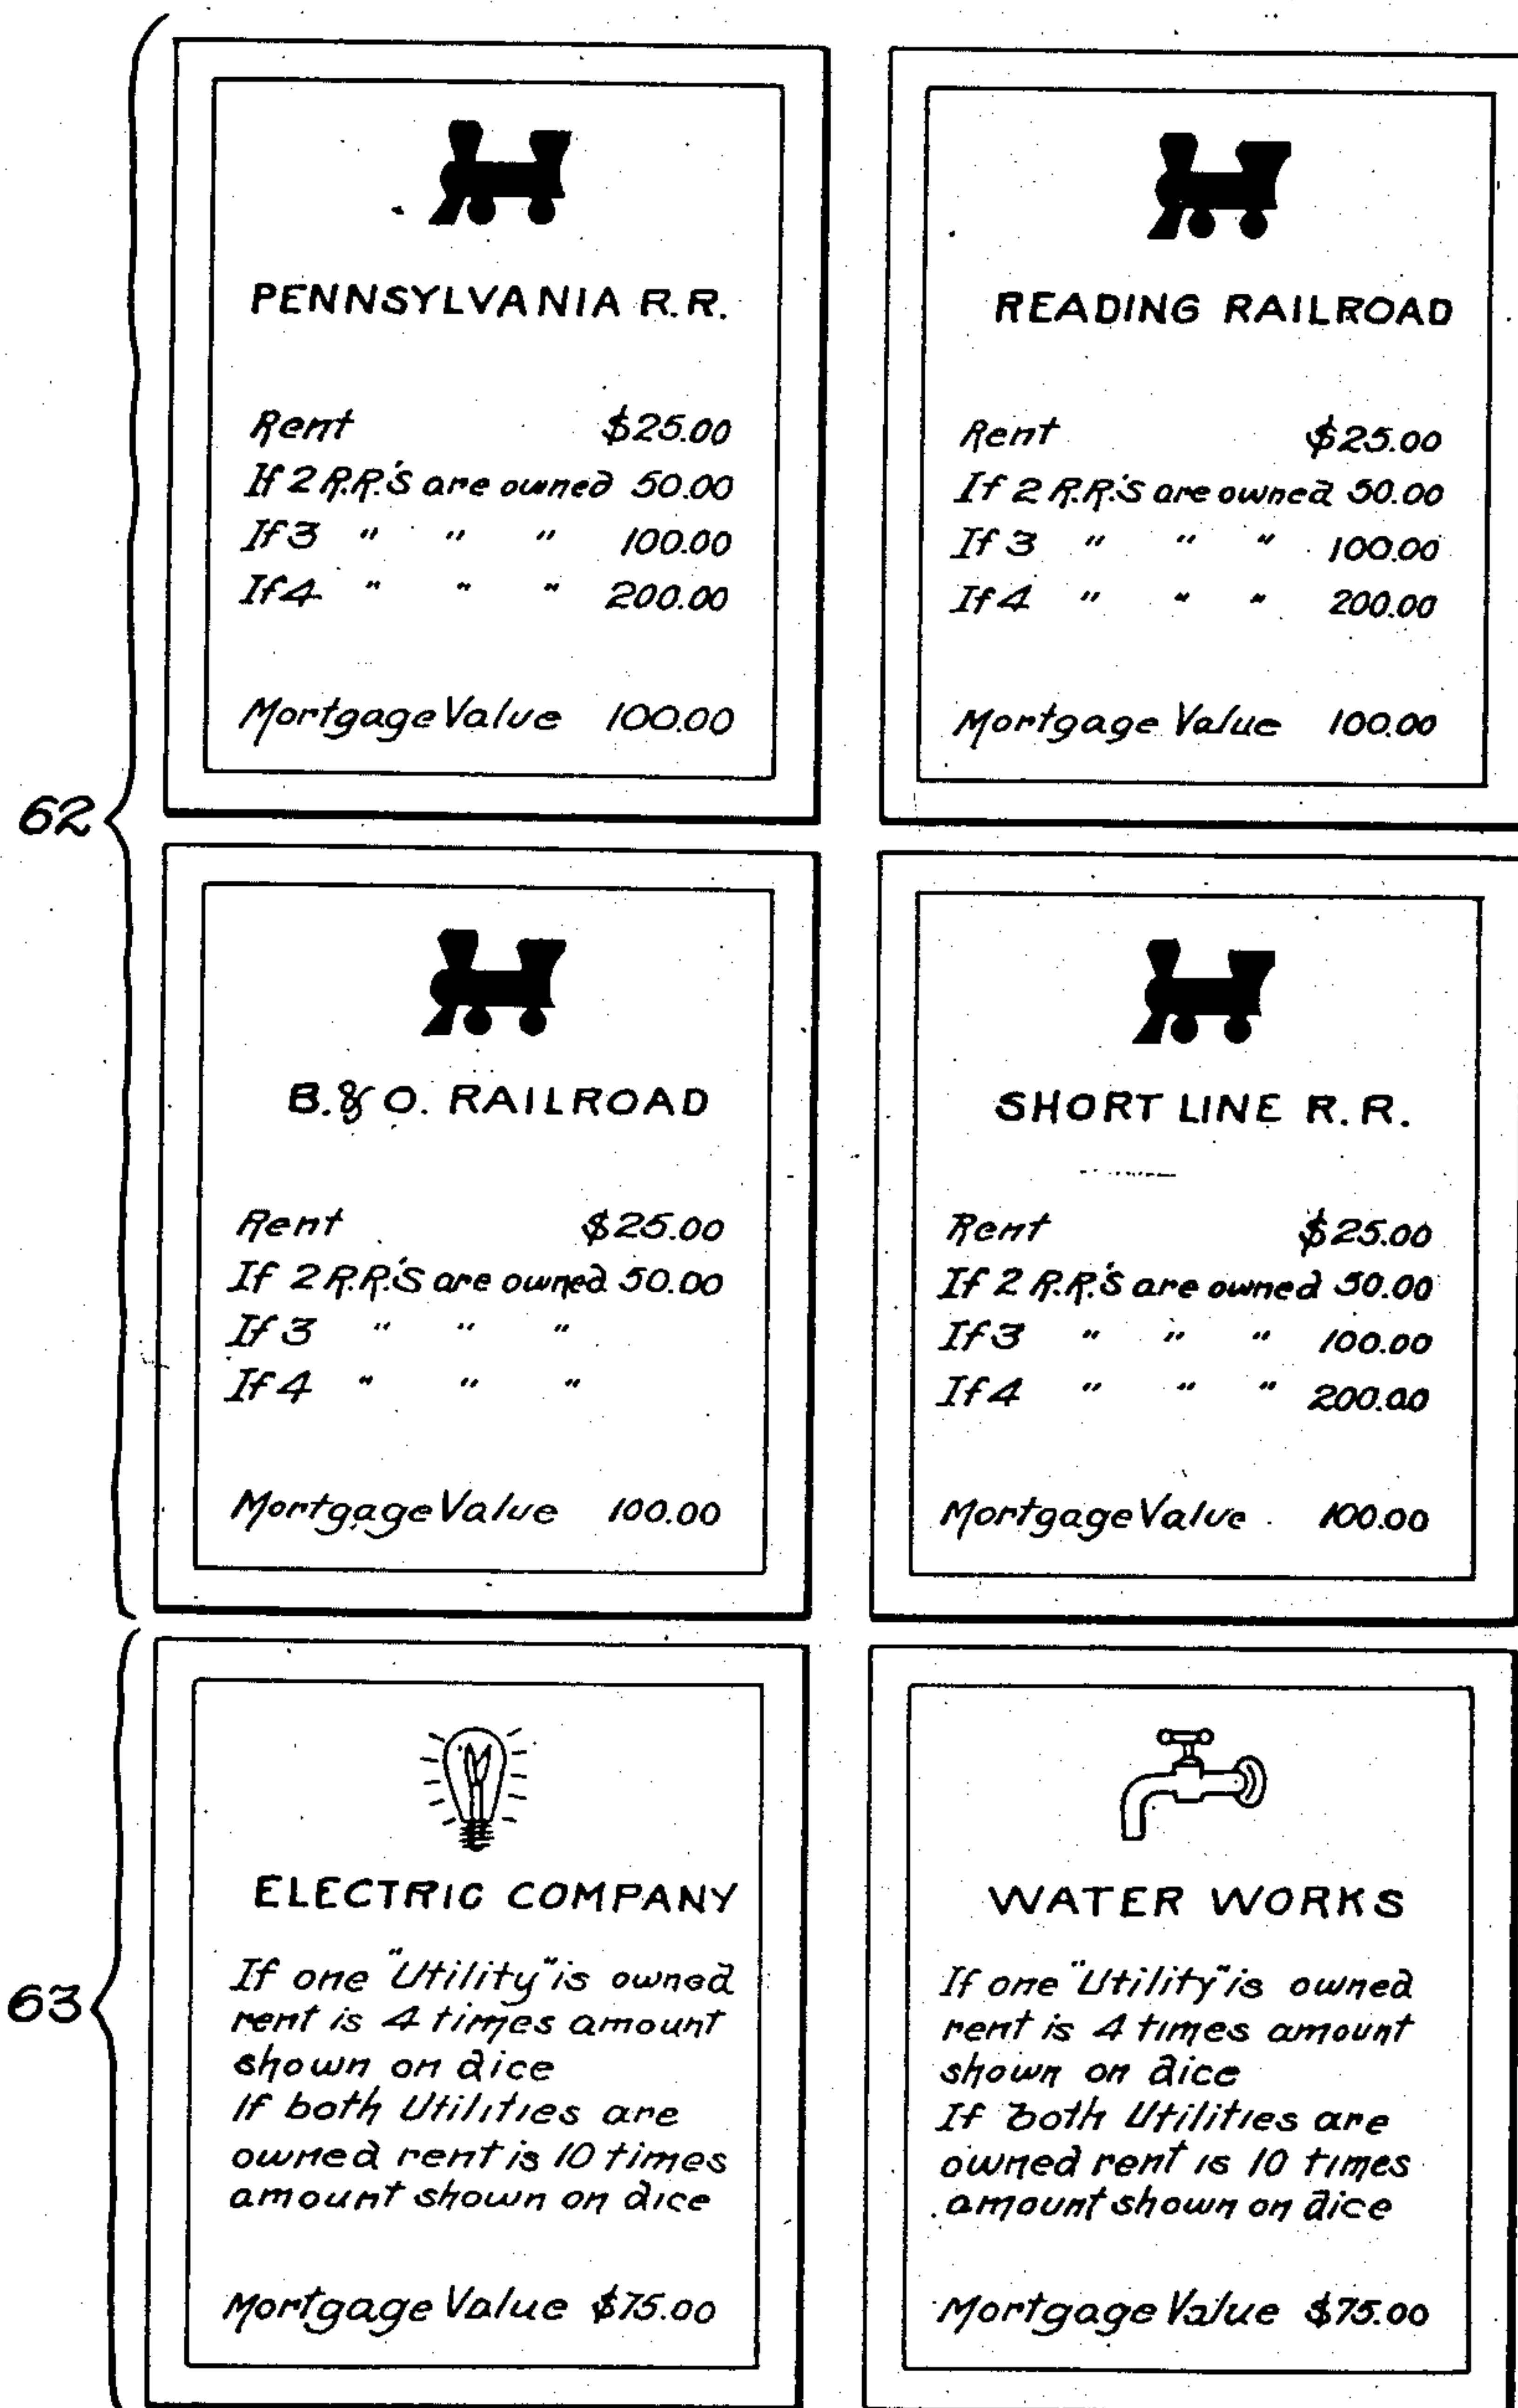 62
PENNSYLVANIA R.R.
Rent $25.00
If 2 R.R.'S are owned 50.00
If 3 " " " 100.00
If 4 " " " 200.00
Mortgage Value 100.00
READING RAILROAD
Rent $25.00
If 2 R.R.'S are owned 50.00
If 3 " " " 100.00
If 4 " " " 200.00
Mortgage Value 100.00
B. & O. RAILROAD
Rent $25.00
If 2 R.R.'S are owned 50.00
If 3 " " "
If 4 " " "
Mortgage Value 100.00
SHORT LINE R.R.
Rent $25.00
If 2 R.R.'S are owned 50.00
If 3 " " " 100.00
If 4 " " " 200.00
Mortgage Value 100.00
63
ELECTRIC COMPANY
If one "Utility" is owned
rent is 4 times amount
shown on dice
If both Utilities are
owned rent is 10 times
amount shown on dice
Mortgage Value $75.00
WATER WORKS
If one "Utility" is owned
rent is 4 times amount
shown on dice
If both Utilities are
owned rent is 10 times
amount shown on dice
Mortgage Value $75.00